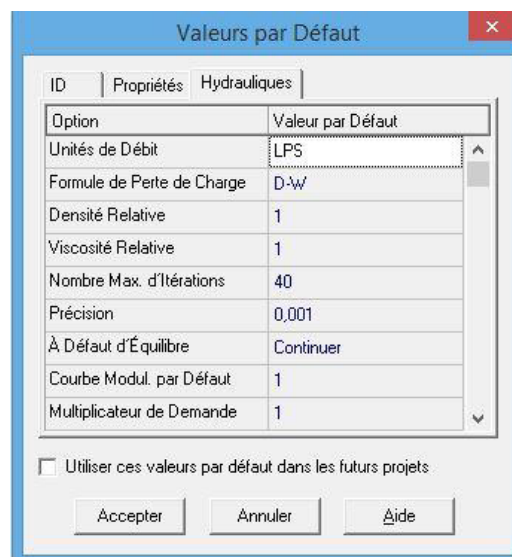 Valeurs par Défaut
ID Propriétés Hydrauliques
Option Valeur par Défaut
Unités de Débit LPS
Formule de Perte de Charge D-W
Densité Relative 1
Viscosité Relative 1
Nombre Max. d'Itérations 40
Précision 0,001
À Défaut d'Équilibre Continuer
Courbe Modul. par Défaut 1
Multiplicateur de Demande 1
Utiliser ces valeurs par défaut dans les futurs projets
Accepter Annuler Aide